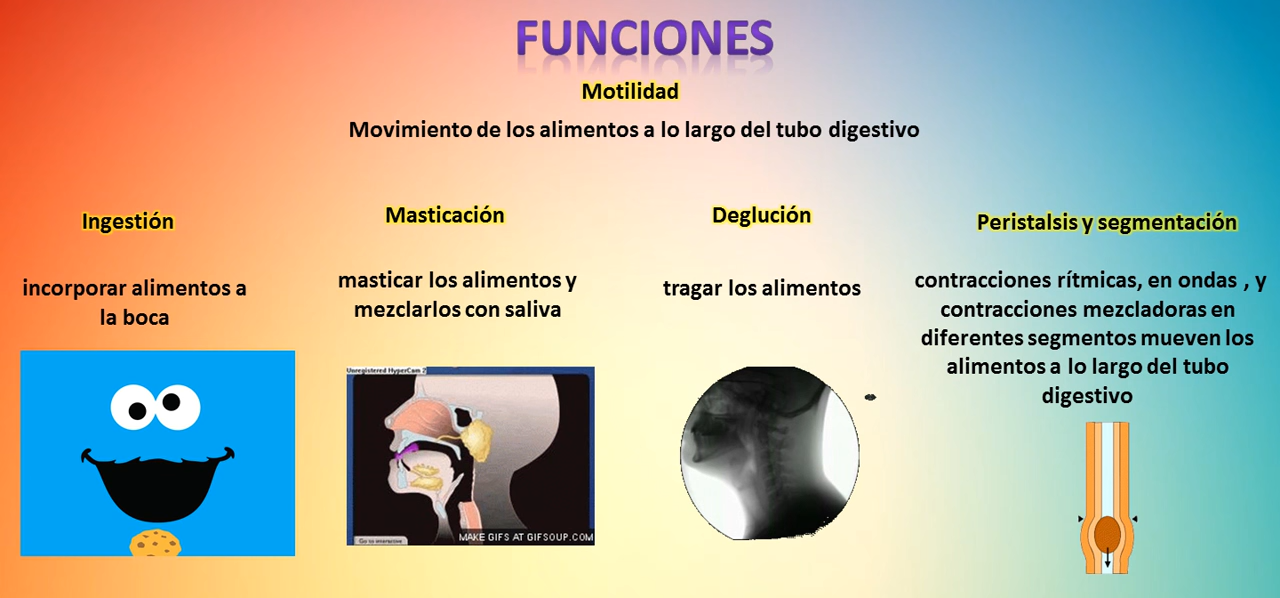 FUNCIONES
Motilidad
Movimiento de los alimentos a lo largo del tubo digestivo
Ingestión
incorporar alimentos a
la boca
Masticación
masticar los alimentos y
mezclarlos con saliva
Unregistered HyperCam 2
Go to interactive
MAKE GIFS AT GIFSOUP.COM
Deglución
tragar los alimentos
Peristalsis y segmentación
contracciones rítmicas, en ondas , y
contracciones mezcladoras en
diferentes segmentos mueven los
alimentos a lo largo del tubo
digestivo